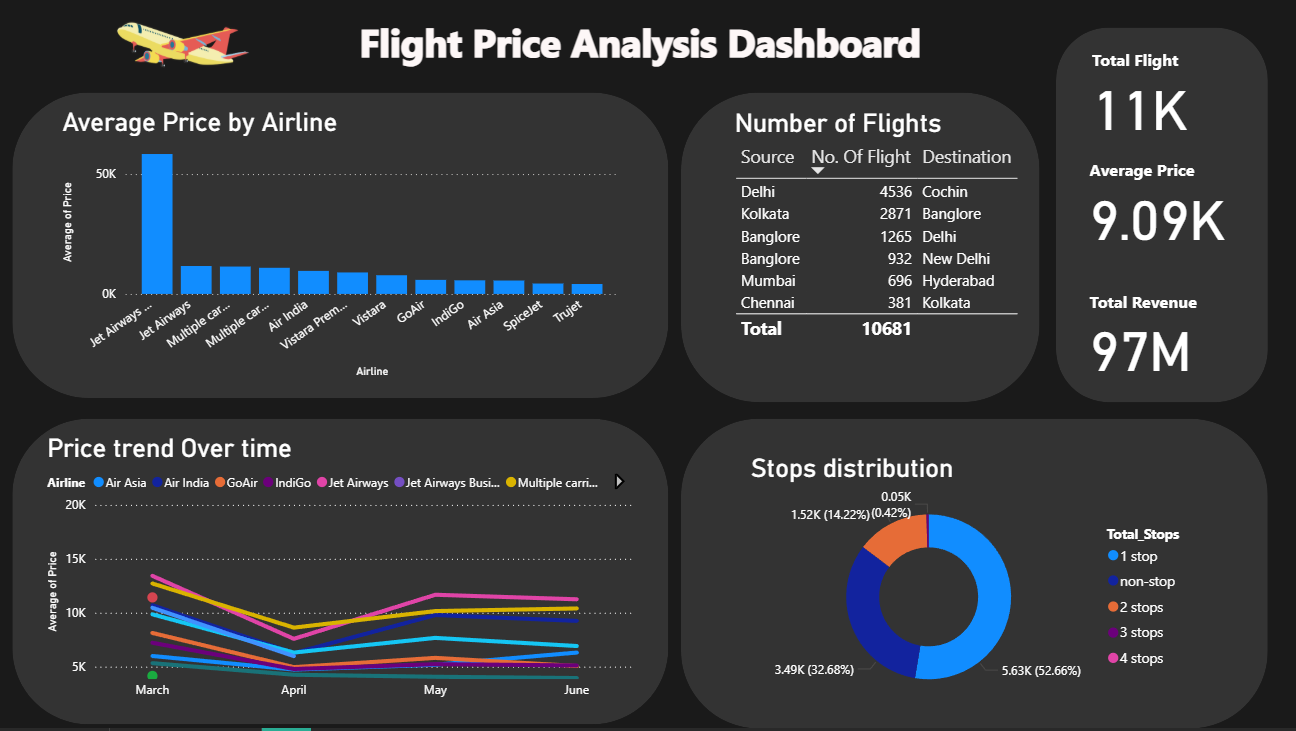 Flight Price Analysis Dashboard
Total Flight
11K
Average Price
9.09K
Total Revenue
97M
Average Price by Airline
Average of Price
50K
0K
Jet Airways ...
Jet Airways
Multiple car...
Multiple car...
Air India
Vistara Prem...
Vistara
GoAir
IndiGo
Air Asia
SpiceJet
Trujet
Airline
Number of Flights
Source No. Of Flight Destination
Delhi 4536 Cochin
Kolkata 2871 Banglore
Banglore 1265 Delhi
Banglore 932 New Delhi
Mumbai 696 Hyderabad
Chennai 381 Kolkata
Total 10681
Price trend Over time
Airline Air Asia Air India GoAir IndiGo Jet Airways Jet Airways Busi... Multiple carri...
Average of Price
20K
15K
10K
5K
March April May June
Stops distribution
0.05K
(0.42%)
1.52K (14.22%)
3.49K (32.68%)
5.63K (52.66%)
Total_Stops
1 stop
non-stop
2 stops
3 stops
4 stops